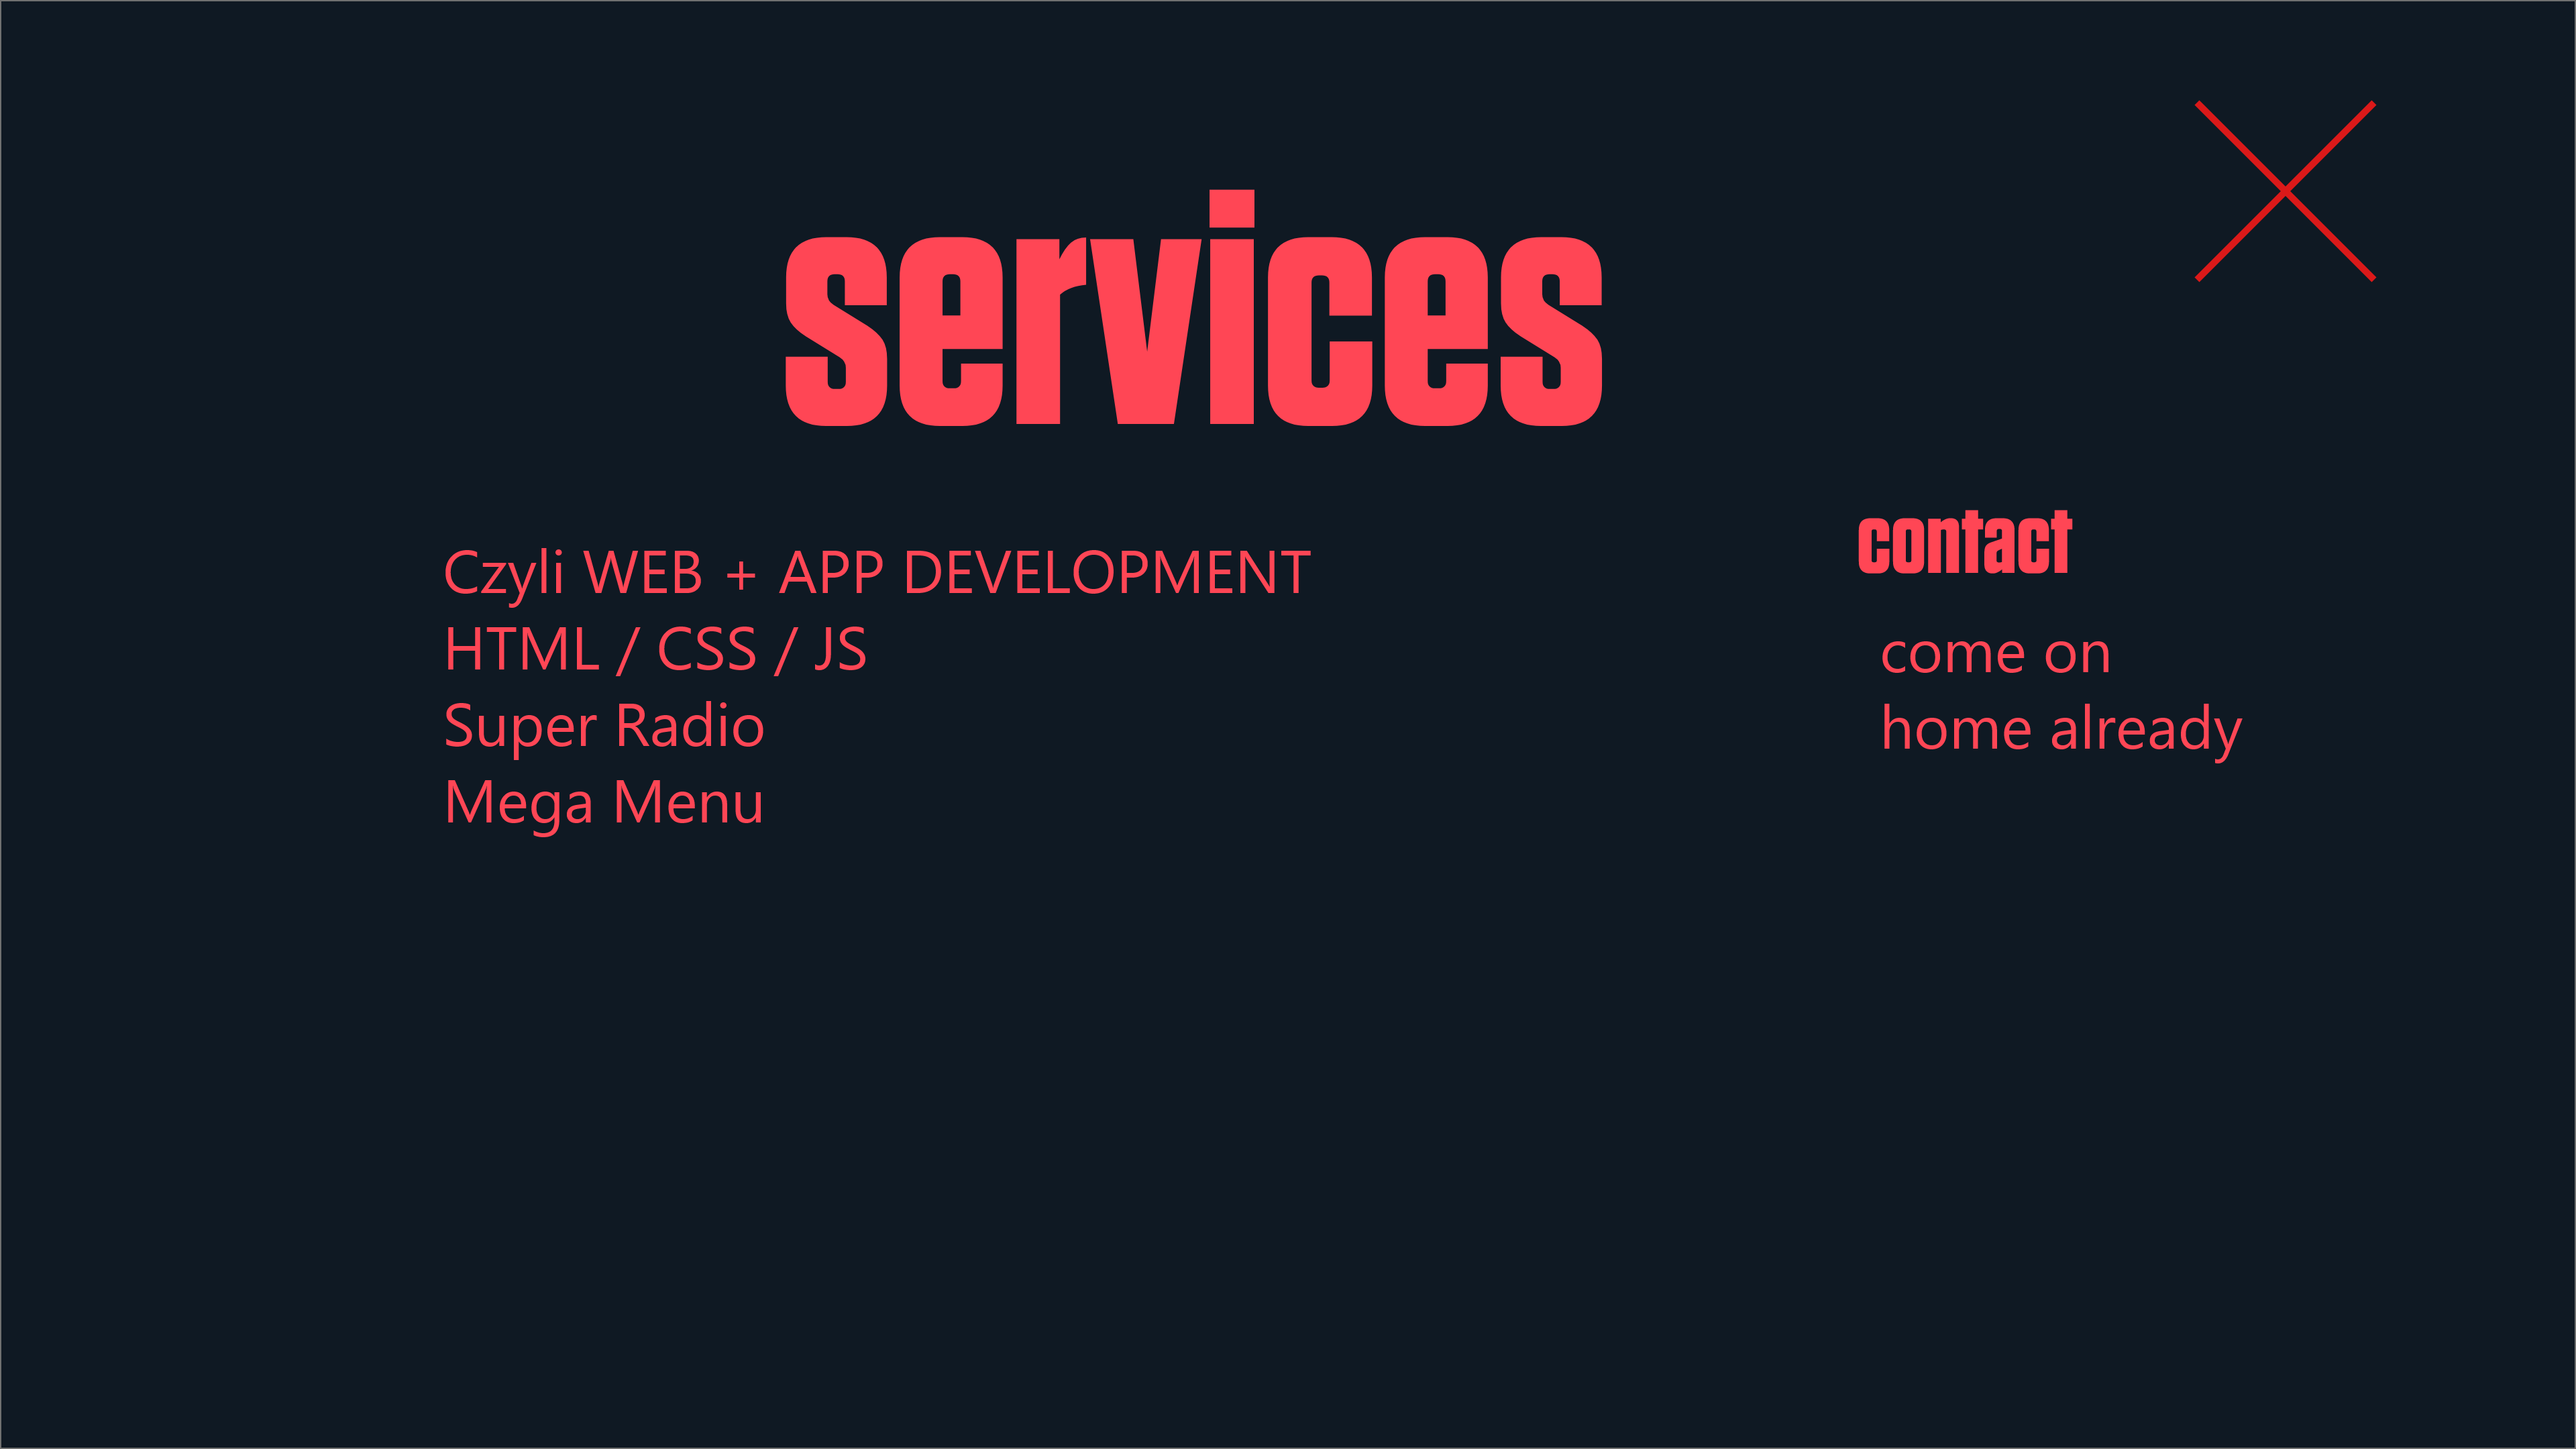 services
Czyli WEB + APP DEVELOPMENT
HTML / CSS / JS
Super Radio
Mega Menu
contact
come on
home already